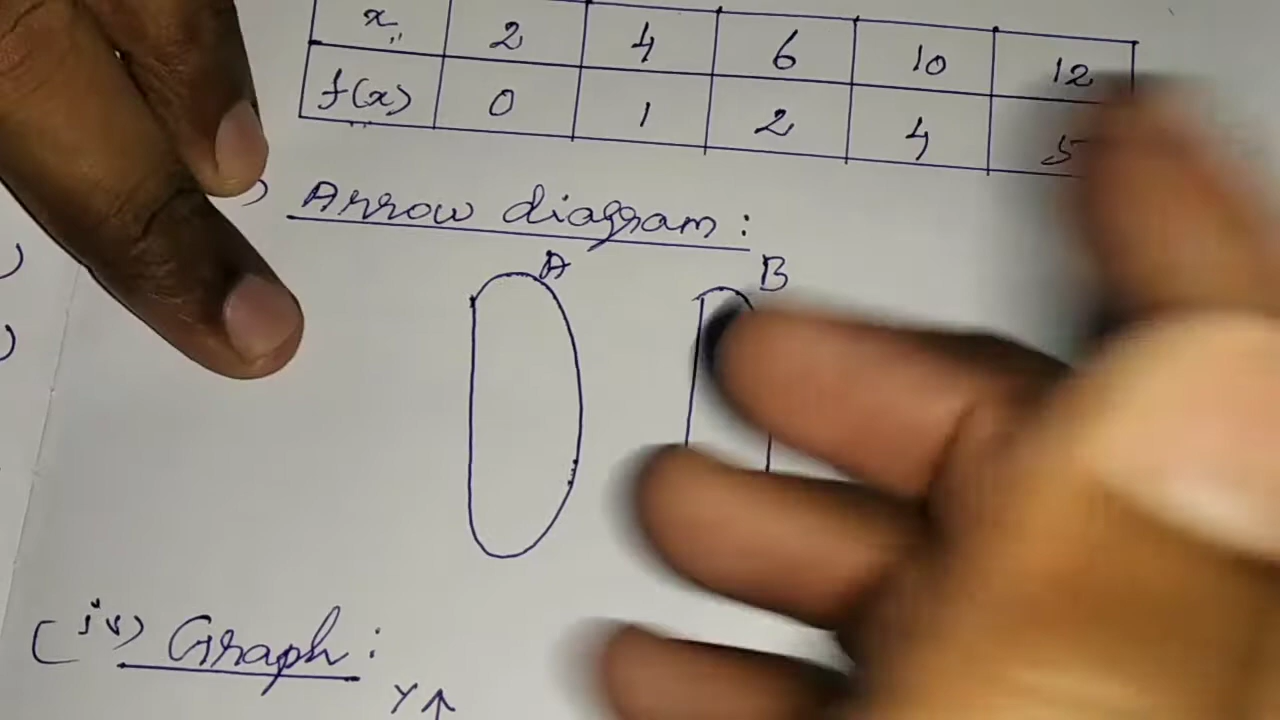 x 2 4 6 10 12
f(x) 0 1 2 4 5
) Arrow diagram :
A B
(iv) Graph :
Y